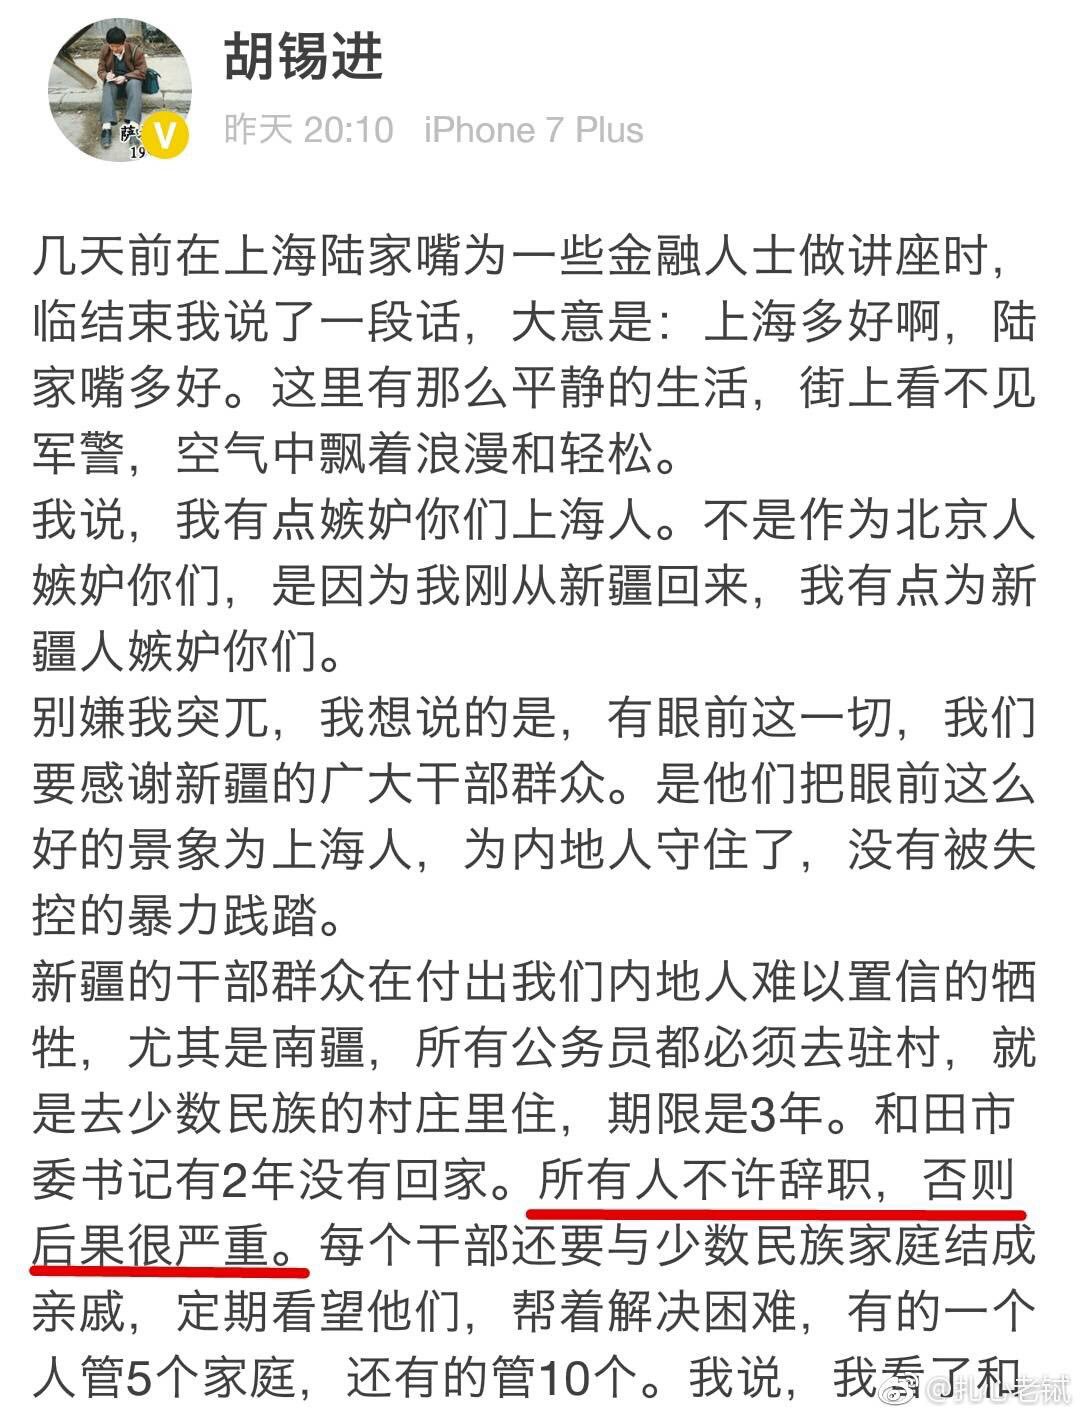 胡锡进
昨天 20:10 iPhone 7 Plus
萨
19
V
几天前在上海陆家嘴为一些金融人士做讲座时，
临结束我说了一段话，大意是：上海多好啊，陆
家嘴多好。这里有那么平静的生活，街上看不见
军警，空气中飘着浪漫和轻松。
我说，我有点嫉妒你们上海人。不是作为北京人
嫉妒你们，是因为我刚从新疆回来，我有点为新
疆人嫉妒你们。
别嫌我突兀，我想说的是，有眼前这一切，我们
要感谢新疆的广大干部群众。是他们把眼前这么
好的景象为上海人，为内地人守住了，没有被失
控的暴力践踏。
新疆的干部群众在付出我们内地人难以置信的牺
牲，尤其是南疆，所有公务员都必须去驻村，就
是去少数民族的村庄里住，期限是3年。和田市
委书记有2年没有回家。所有人不许辞职，否则
后果很严重。每个干部还要与少数民族家庭结成
亲戚，定期看望他们，帮着解决困难，有的一个
人管5个家庭，还有的管10个。我说，我看了和
@扎心老铽